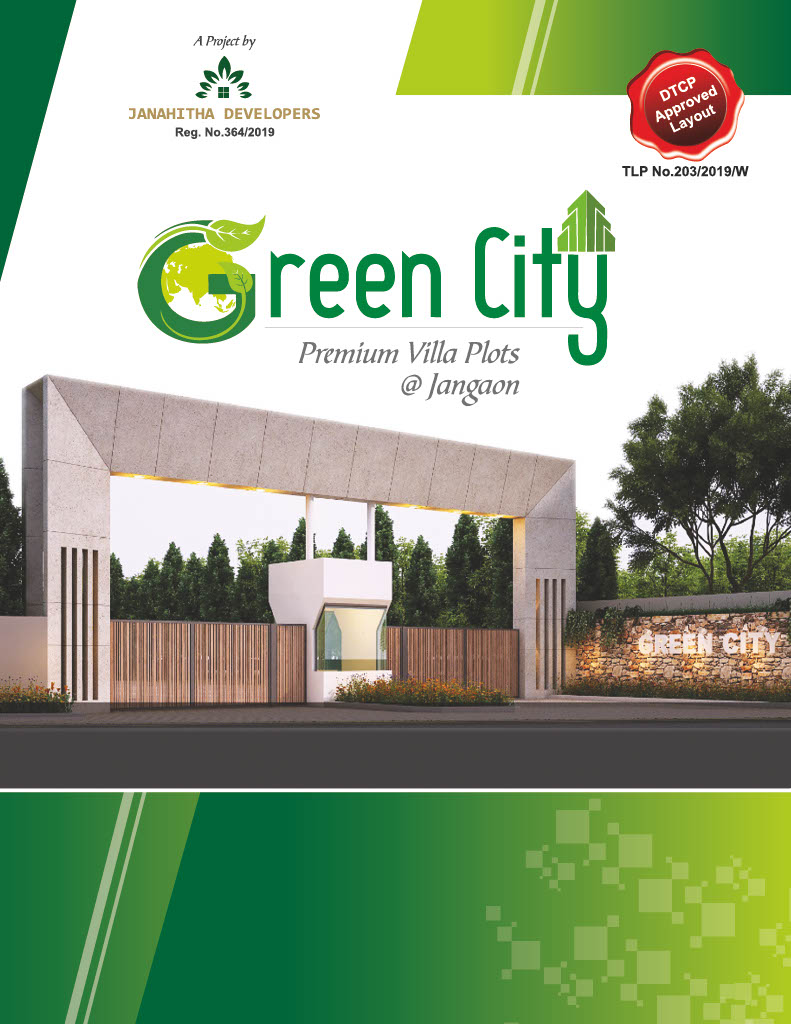 A Project by
JANAHITHA DEVELOPERS
Reg. No.364/2019
DTCP
Approved
Layout
TLP No.203/2019/W
Green City
Premium Villa Plots
@ Jangaon
GREEN CITY